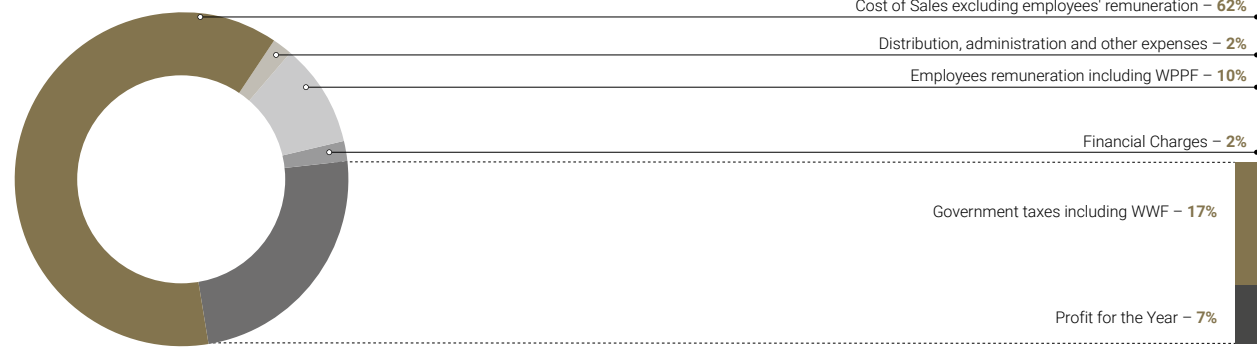 Cost of Sales excluding employees' remuneration – 62%
Distribution, administration and other expenses – 2%
Employees remuneration including WPPF – 10%
Financial Charges – 2%
Government taxes including WWF – 17%
Profit for the Year – 7%